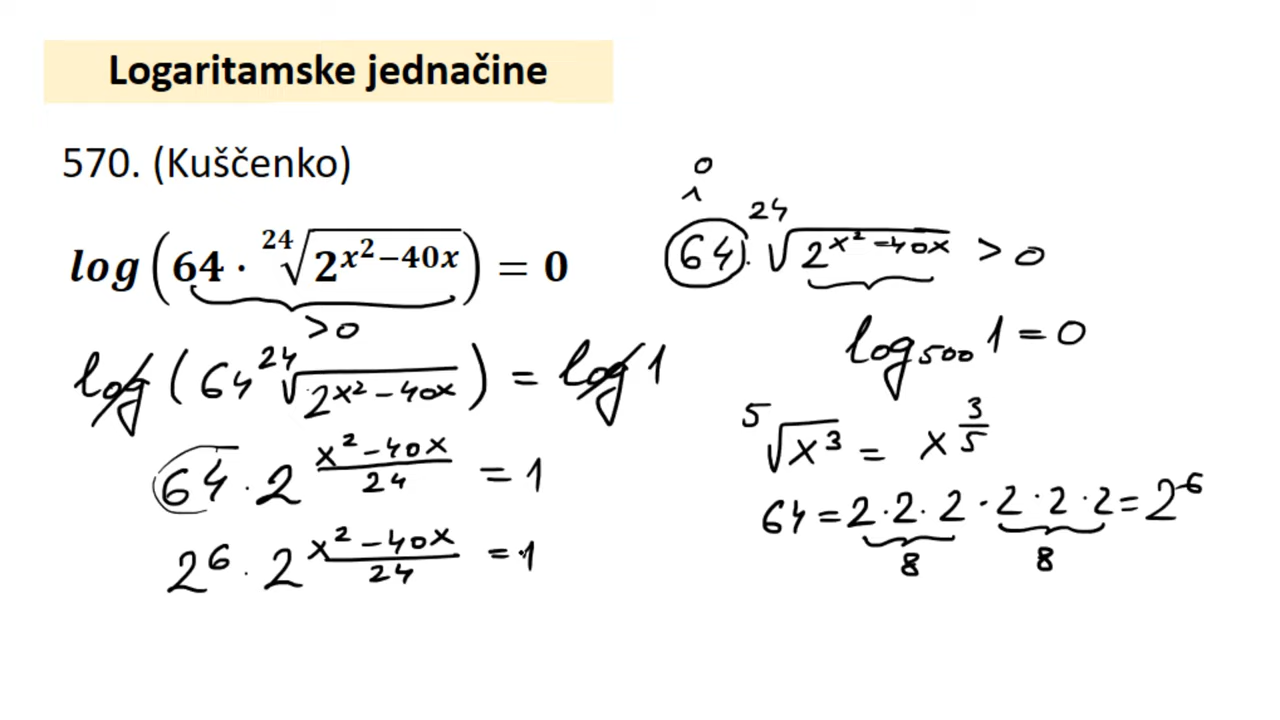 Logaritamske jednačine
570. (Kuščenko)
log(64 · ²⁴√(2^(x²−40x))) = 0
> 0
log(64 ²⁴√(2^(x²−40x))) = log 1
64 · 2^((x²−40x)/24) = 1
2⁶ · 2^((x²−40x)/24) = 1
0
^
64 · ²⁴√(2^(x²−40x)) > 0
log₅₀₀ 1 = 0
⁵√(x³) = x^(3/5)
64 = 2 · 2 · 2 · 2 · 2 · 2 = 2⁶
8 8